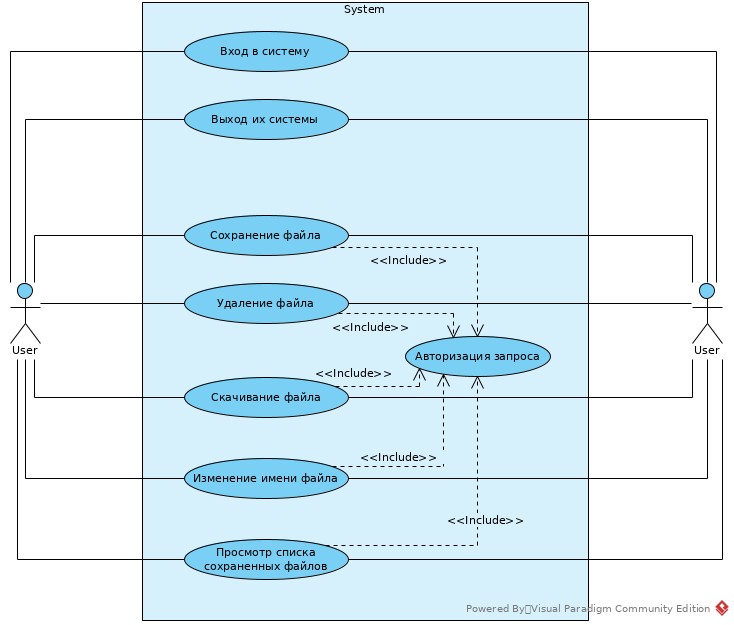 System
Вход в систему
Выход их системы
Сохранение файла
<<Include>>
Удаление файла
<<Include>>
User
User
Авторизация запроса
<<Include>>
Скачивание файла
<<Include>>
Изменение имени файла
<<Include>>
Просмотр списка
сохраненных файлов
Powered By Visual Paradigm Community Edition